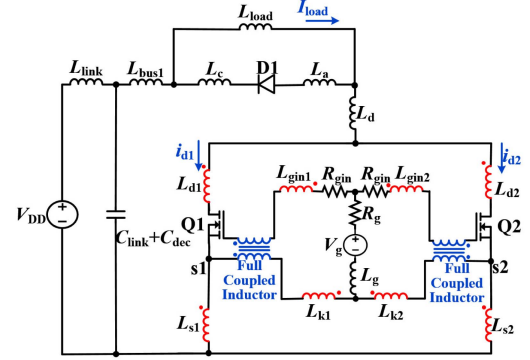 I_load
L_load
L_link
L_bus1
L_c
D1
L_a
L_d
i_d1
i_d2
L_gin1
R_gin
R_gin
L_gin2
L_d1
L_d2
R_g
V_DD
C_link+C_dec
Q1
Q2
V_g
s1
s2
Full
Coupled
Inductor
Full
Coupled
Inductor
L_g
L_k1
L_k2
L_s1
L_s2